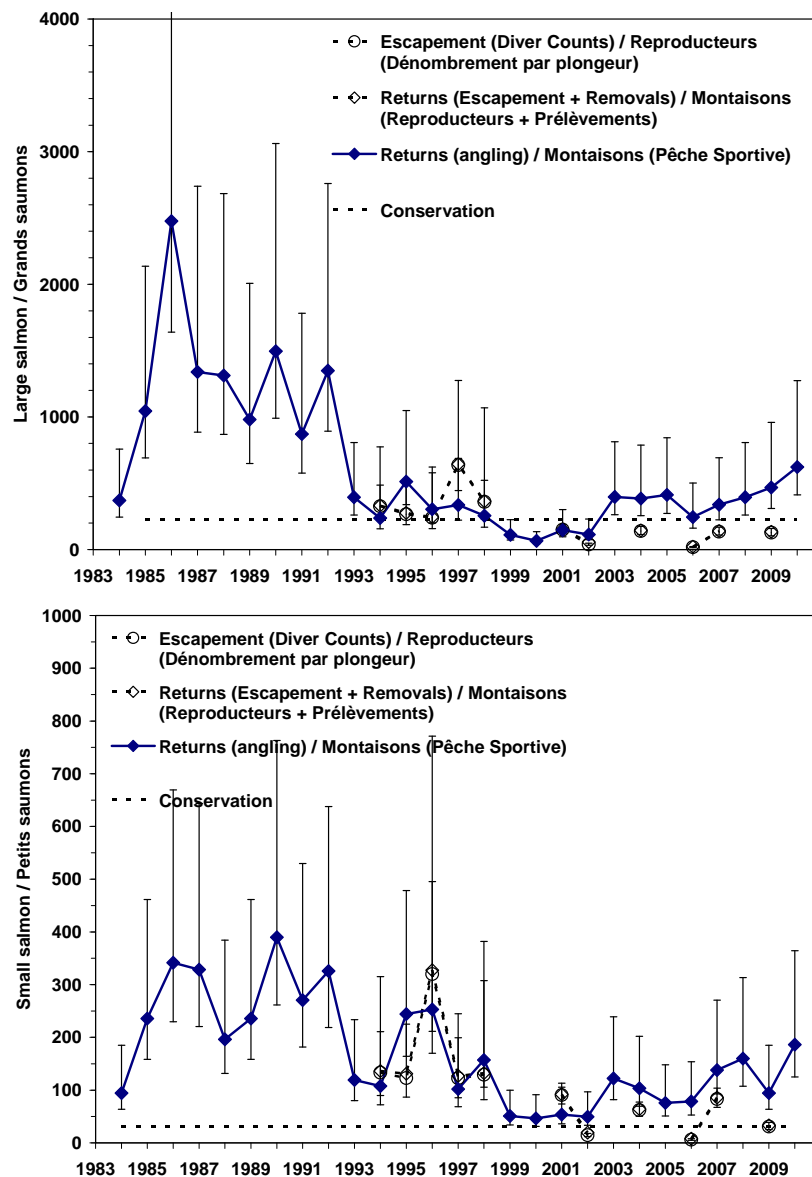 4000
3000
2000
1000
0
Large salmon / Grands saumons
Escapement (Diver Counts) / Reproducteurs
(Dénombrement par plongeur)
Returns (Escapement + Removals) / Montaisons
(Reproducteurs + Prélèvements)
Returns (angling) / Montaisons (Pêche Sportive)
Conservation
1983 1985 1987 1989 1991 1993 1995 1997 1999 2001 2003 2005 2007 2009
1000
900
800
700
600
500
400
300
200
100
0
Small salmon / Petits saumons
Escapement (Diver Counts) / Reproducteurs
(Dénombrement par plongeur)
Returns (Escapement + Removals) / Montaisons
(Reproducteurs + Prélèvements)
Returns (angling) / Montaisons (Pêche Sportive)
Conservation
1983 1985 1987 1989 1991 1993 1995 1997 1999 2001 2003 2005 2007 2009